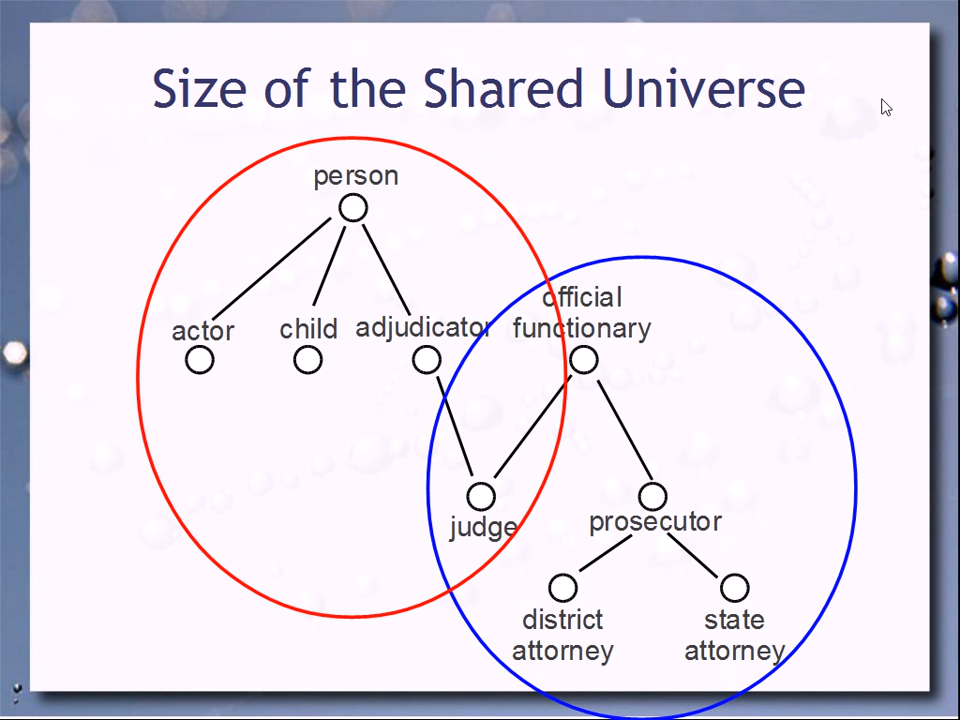 Size of the Shared Universe
person
official
actor
child
adjudicator
functionary
judge
prosecutor
district
attorney
state
attorney